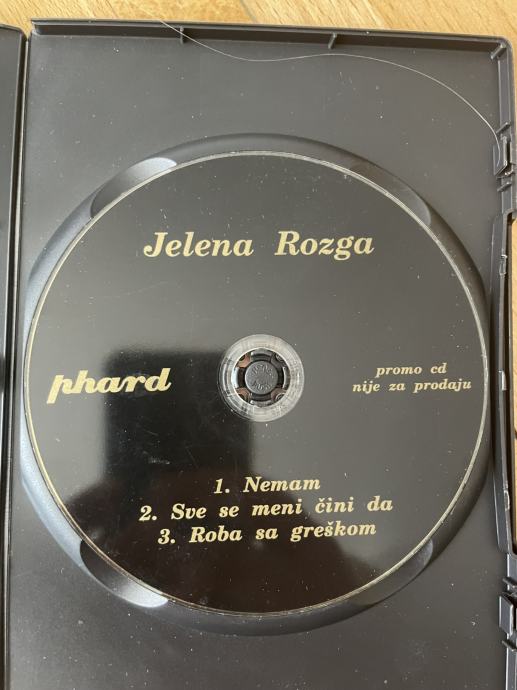 Jelena Rozga
phard
promo cd
nije za prodaju
1. Nemam
2. Sve se meni čini da
3. Roba sa greškom